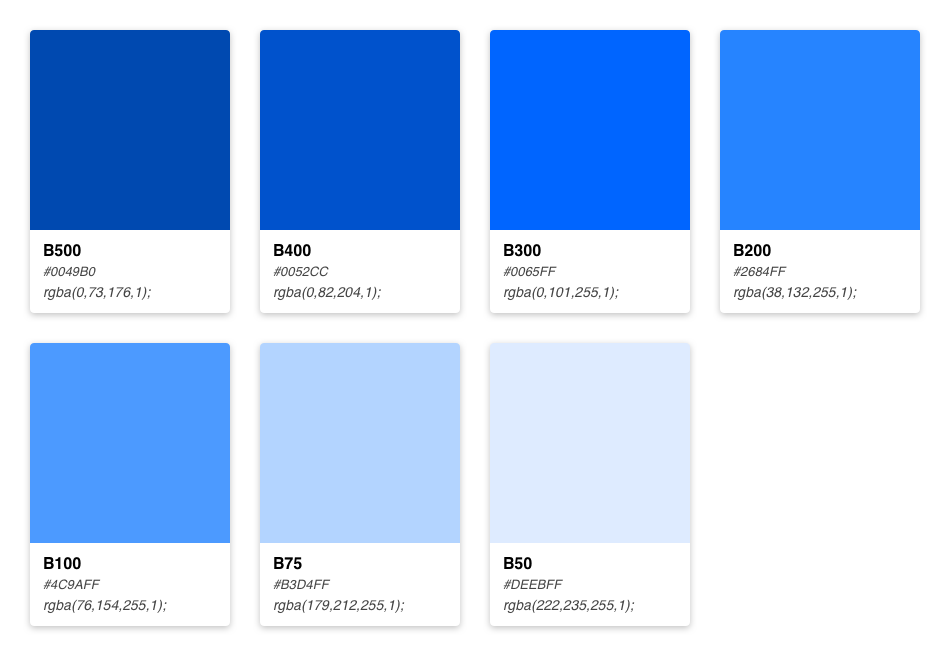 B500
#0049B0
rgba(0,73,176,1);
B400
#0052CC
rgba(0,82,204,1);
B300
#0065FF
rgba(0,101,255,1);
B200
#2684FF
rgba(38,132,255,1);
B100
#4C9AFF
rgba(76,154,255,1);
B75
#B3D4FF
rgba(179,212,255,1);
B50
#DEEBFF
rgba(222,235,255,1);